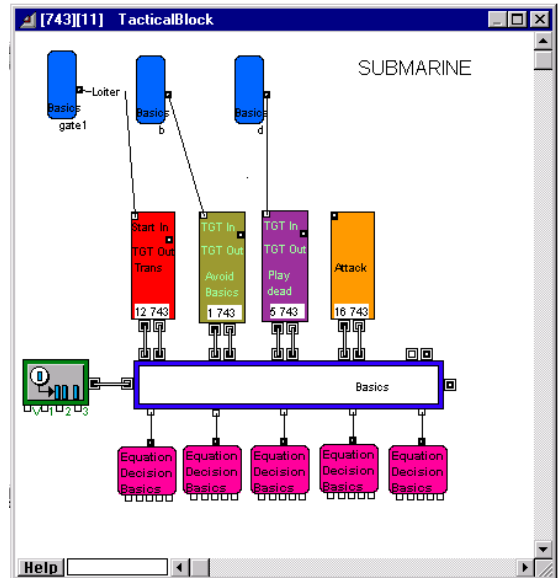 [743][11] TacticalBlock
SUBMARINE
Loiter
Basics
gate1
Basics
b
Basics
d
Start In
TGT Out
Trans
12 743
TGT In
TGT Out
Avoid
Basics
1 743
TGT In
TGT Out
Play
dead
5 743
Attack
16 743
Basics
V 1 2 3
Equation
Decision
Basics
Equation
Decision
Basics
Equation
Decision
Basics
Equation
Decision
Basics
Equation
Decision
Basics
Help